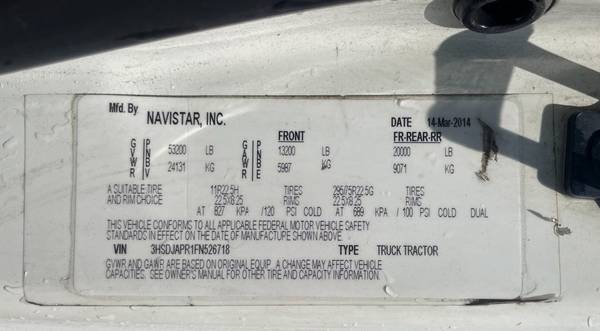 Mfd. By NAVISTAR, INC. DATE 14-Mar-2014
FRONT FR-REAR-RR
GVWR PNBV 53200 LB GAWR PNBE 13200 LB 20000 LB
24131 KG 5987 KG 9071 KG
A SUITABLE TIRE 11R22.5H TIRES 295/75R22.5G TIRES
AND RIM CHOICE 22.5x8.25 RIMS 22.5x8.25 RIMS
AT 827 KPA /120 PSI COLD AT 689 KPA / 100 PSI COLD DUAL
THIS VEHICLE CONFORMS TO ALL APPLICABLE FEDERAL MOTOR VEHICLE SAFETY
STANDARDS IN EFFECT ON THE DATE OF MANUFACTURE SHOWN ABOVE.
VIN 3HSDJAPR1FN526718 TYPE TRUCK TRACTOR
GVWR AND GAWR ARE BASED ON ORIGINAL EQUIP . A CHANGE MAY AFFECT VEHICLE
CAPACITIES. SEE OWNER'S MANUAL FOR OTHER TIRE AND CAPACITY INFORMATION.